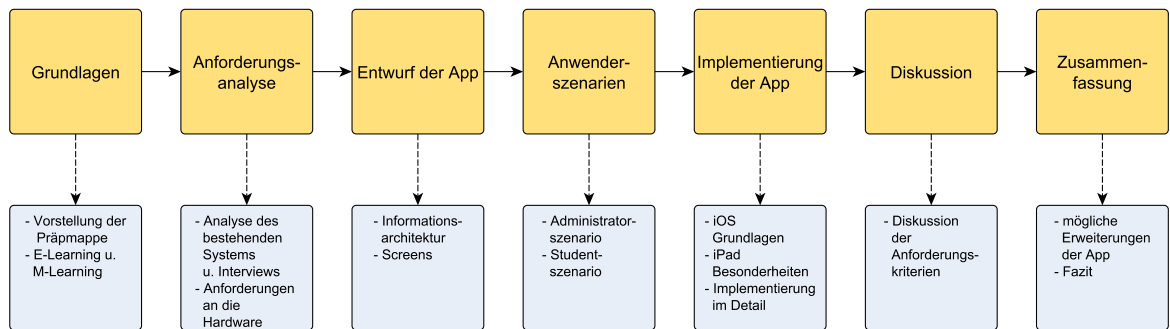 Grundlagen
Anforderungs-
analyse
Entwurf der App
Anwender-
szenarien
Implementierung
der App
Diskussion
Zusammen-
fassung
- Vorstellung der
Präpmappe
- E-Learning u.
M-Learning
- Analyse des
bestehenden
Systems
u. Interviews
- Anforderungen
an die
Hardware
- Informations-
architektur
- Screens
- Administrator-
szenario
- Student-
szenario
- iOS
Grundlagen
- iPad
Besonderheiten
- Implementierung
im Detail
- Diskussion
der
Anforderungs-
kriterien
- mögliche
Erweiterungen
der App
- Fazit